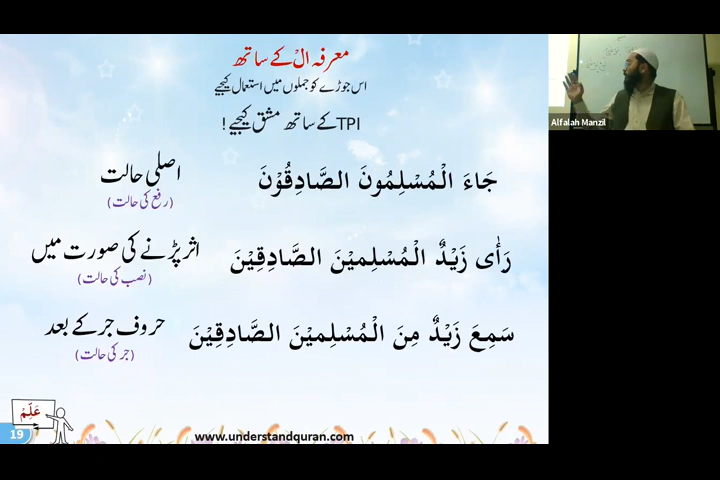 معرفہ الْ کے ساتھ
اس جوڑے کو جملوں میں استعمال کیجیے
TPI کے ساتھ مشق کیجیے !
جَاءَ الْمُسْلِمُونَ الصَّادِقُوْنَ
اصلی حالت
(رفع کی حالت)
رَأٰى زَيْدٌ الْمُسْلِميْنَ الصَّادِقِيْنَ
اثر پڑنے کی صورت میں
(نصب کی حالت)
سَمِعَ زَيْدٌ مِنَ الْمُسْلِميْنَ الصَّادِقِيْنَ
حروف جر کے بعد
(جر کی حالت)
عَلِّمْ
19
www.understandquran.com
Alfalah Manzil